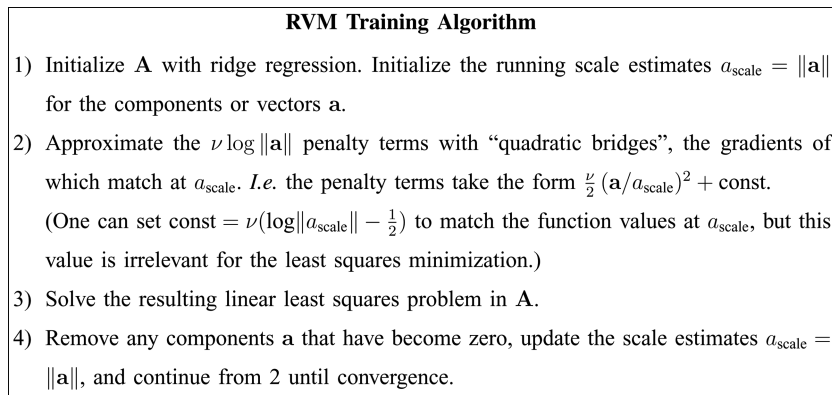 RVM Training Algorithm
1) Initialize A with ridge regression. Initialize the running scale estimates a_scale = ‖a‖
for the components or vectors a.
2) Approximate the ν log ‖a‖ penalty terms with “quadratic bridges”, the gradients of
which match at a_scale. I.e. the penalty terms take the form ν/2 (a/a_scale)² + const.
(One can set const = ν(log‖a_scale‖ − 1/2) to match the function values at a_scale, but this
value is irrelevant for the least squares minimization.)
3) Solve the resulting linear least squares problem in A.
4) Remove any components a that have become zero, update the scale estimates a_scale =
‖a‖, and continue from 2 until convergence.